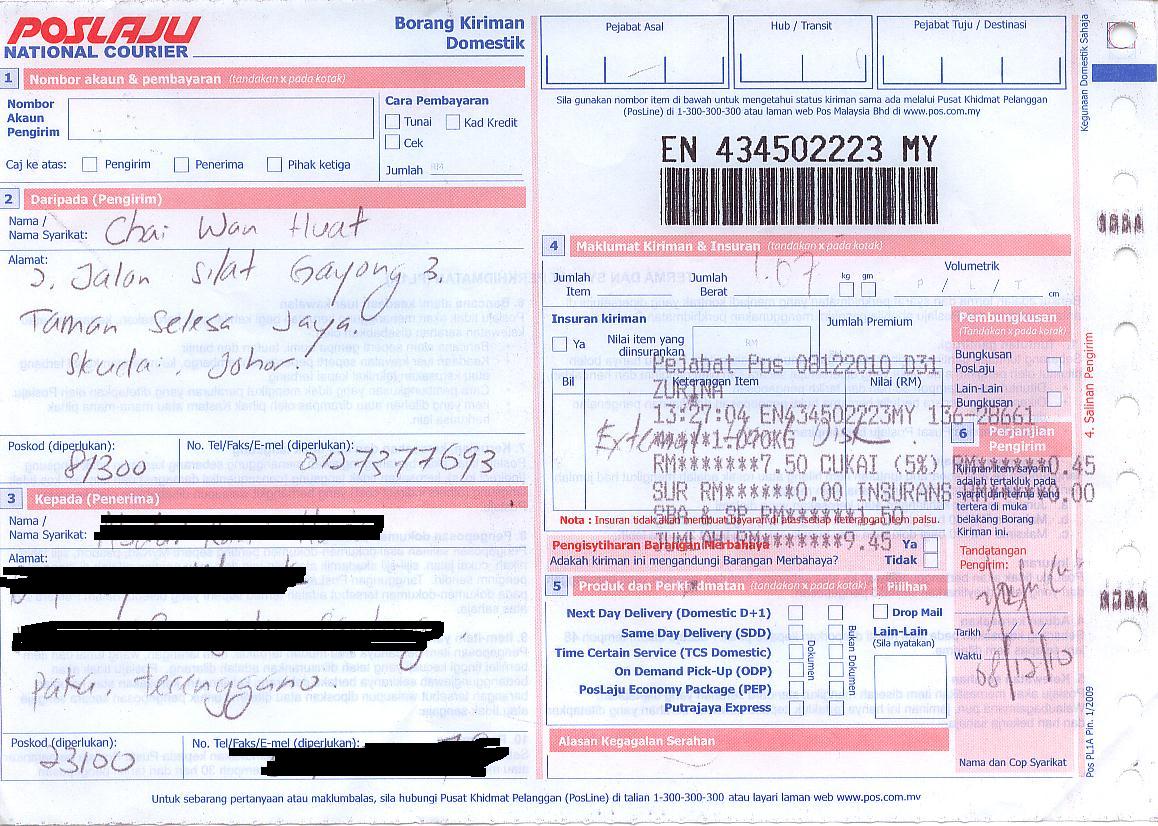 POSLAJU
NATIONAL COURIER
Borang Kiriman
Domestik
1 Nombor akaun & pembayaran (tandakan x pada kotak)
Nombor
Akaun
Pengirim
Cara Pembayaran
Tunai Kad Kredit
Cek
Caj ke atas: Pengirim Penerima Pihak ketiga
Jumlah RM
2 Daripada (Pengirim)
Nama /
Nama Syarikat: Chai Wan Huat
Alamat:
Jalan Silat Gayong 3.
Taman Selesa Jaya.
Skudai Johor.
Poskod (diperlukan): 81300
No. Tel/Faks/E-mel (diperlukan): 0127377693
3 Kepada (Penerima)
Nama /
Nama Syarikat:
Alamat:
Paka, Terengganu
Poskod (diperlukan): 23100
No. Tel/Faks/E-mel (diperlukan):
Pejabat Asal
Hub / Transit
Pejabat Tuju / Destinasi
Sila gunakan nombor item di bawah untuk mengetahui status kiriman sama ada melalui Pusat Khidmat Pelanggan
(PosLine) di 1-300-300-300 atau laman web Pos Malaysia Bhd di www.pos.com.my
EN 434502223 MY
4 Maklumat Kiriman & Insuran (tandakan x pada kotak)
Jumlah
Item
Jumlah
Berat 1.07
kg gm
Volumetrik
P / L / T cm
Insuran kiriman
Ya
Nilai item yang
diinsurankan RM
Jumlah Premium
Bil Keterangan Item Nilai (RM)
External Disk
Pejabat Pos 08122010 D31
ZURINA
13:27:04 EN434502223MY 136-28661
*****1.070KG
RM*******7.50 CUKAI (5%) RM******0.45
SUR RM******0.00 INSURANS RM******0.00
SBA & SP RM******1.50
JUMLAH RM*******9.45
Nota : Insuran tidak akan membuat bayaran di atas setiap keterangan item palsu.
Pengisytiharan Barangan Merbahaya
Adakah kiriman ini mengandungi Barangan Merbahaya?
Ya
Tidak
Pembungkusan
(Tandakan x pada kotak)
Bungkusan
PosLaju
Lain-Lain
Bungkusan
6 Perjanjian
Pengirim
Kiriman item saya ini
adalah tertakluk pada
syarat dan terma yang
tertera di muka
belakang Borang
Kiriman ini.
Tandatangan
Pengirim:
Tarikh
Waktu
08/12/10
Nama dan Cop Syarikat
5 Produk dan Perkhidmatan (tandakan x pada kotak)
Pilihan
Next Day Delivery (Domestic D+1)
Same Day Delivery (SDD)
Time Certain Service (TCS Domestic)
On Demand Pick-Up (ODP)
PosLaju Economy Package (PEP)
Putrajaya Express
Dokumen
Bukan Dokumen
Drop Mail
Lain-Lain
(Sila nyatakan)
Alasan Kegagalan Serahan
Kegunaan Domestik Sahaja
4. Salinan Pengirim
Pos PL1A Pin. 1/2009
Untuk sebarang pertanyaan atau maklumbalas, sila hubungi Pusat Khidmat Pelanggan (PosLine) di talian 1-300-300-300 atau layari laman web www.pos.com.my